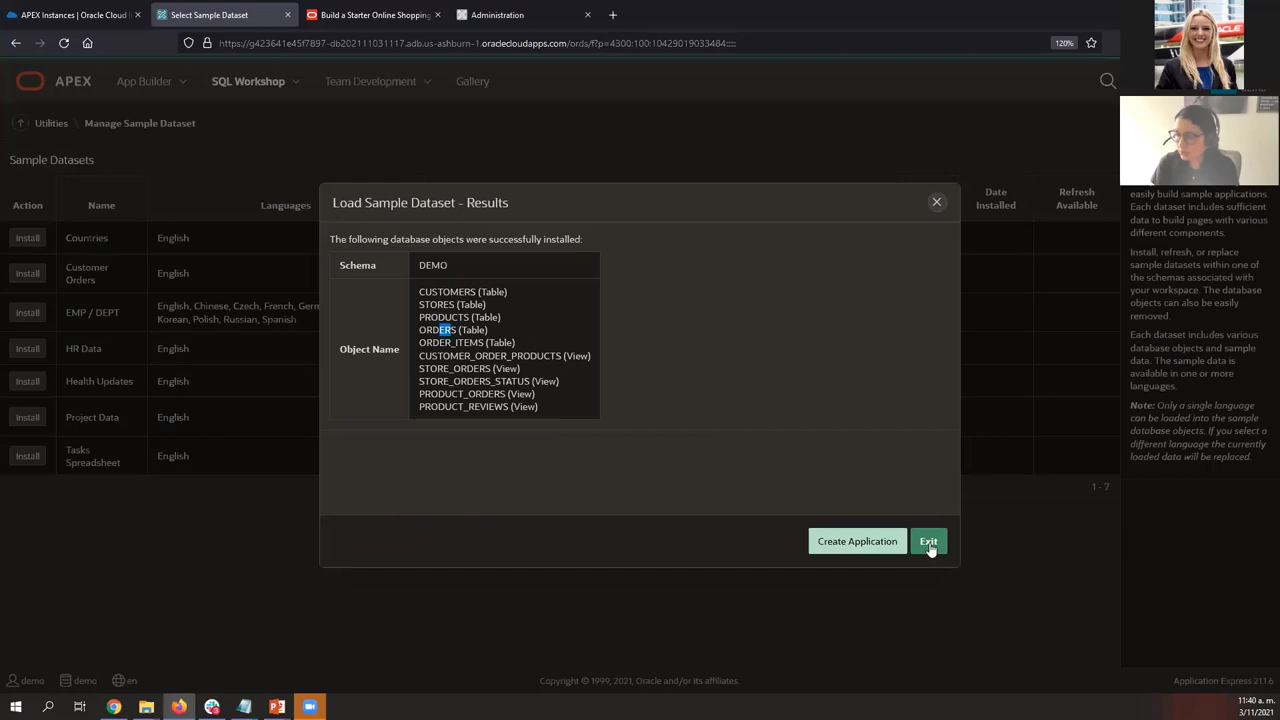 APEX Instances | Oracle Cloud I
Select Sample Dataset
Build a Starter Online Shopping
Administration
https://g423641e45f7897-db202111031117.adb.us-ashburn-1.oraclecloudapps.com/ords/f?p=4300:100:10429019033484::::
120%
APEX
App Builder
SQL Workshop
Team Development
Gallery
Utilities
Manage Sample Dataset
Sample Datasets
Action
Name
Languages
Date Installed
Refresh Available
Install Countries English
Install Customer Orders English
Install EMP / DEPT English, Chinese, Czech, French, Germ
Korean, Polish, Russian, Spanish
Install HR Data English
Install Health Updates English
Install Project Data English
Install Tasks Spreadsheet English
1 - 7
Load Sample Dataset - Results
The following database objects were successfully installed:
Schema DEMO
Object Name
CUSTOMERS (Table)
STORES (Table)
PRODUCTS (Table)
ORDERS (Table)
ORDER_ITEMS (Table)
CUSTOMER_ORDER_PRODUCTS (View)
STORE_ORDERS (View)
STORE_ORDERS_STATUS (View)
PRODUCT_ORDERS (View)
PRODUCT_REVIEWS (View)
Create Application
Exit
easily build sample applications.
Each dataset includes sufficient
data to build pages with various
different components.
Install, refresh, or replace
sample datasets within one of
the schemas associated with
your workspace. The database
objects can also be easily
removed.
Each dataset includes various
database objects and sample
data. The sample data is
available in one or more
languages.
Note: Only a single language
can be loaded into the sample
database objects. If you select a
different language the currently
loaded data will be replaced.
demo
demo
en
Copyright © 1999, 2021, Oracle and/or its affiliates.
Application Express 21.1.6
11:40 a. m.
3/11/2021